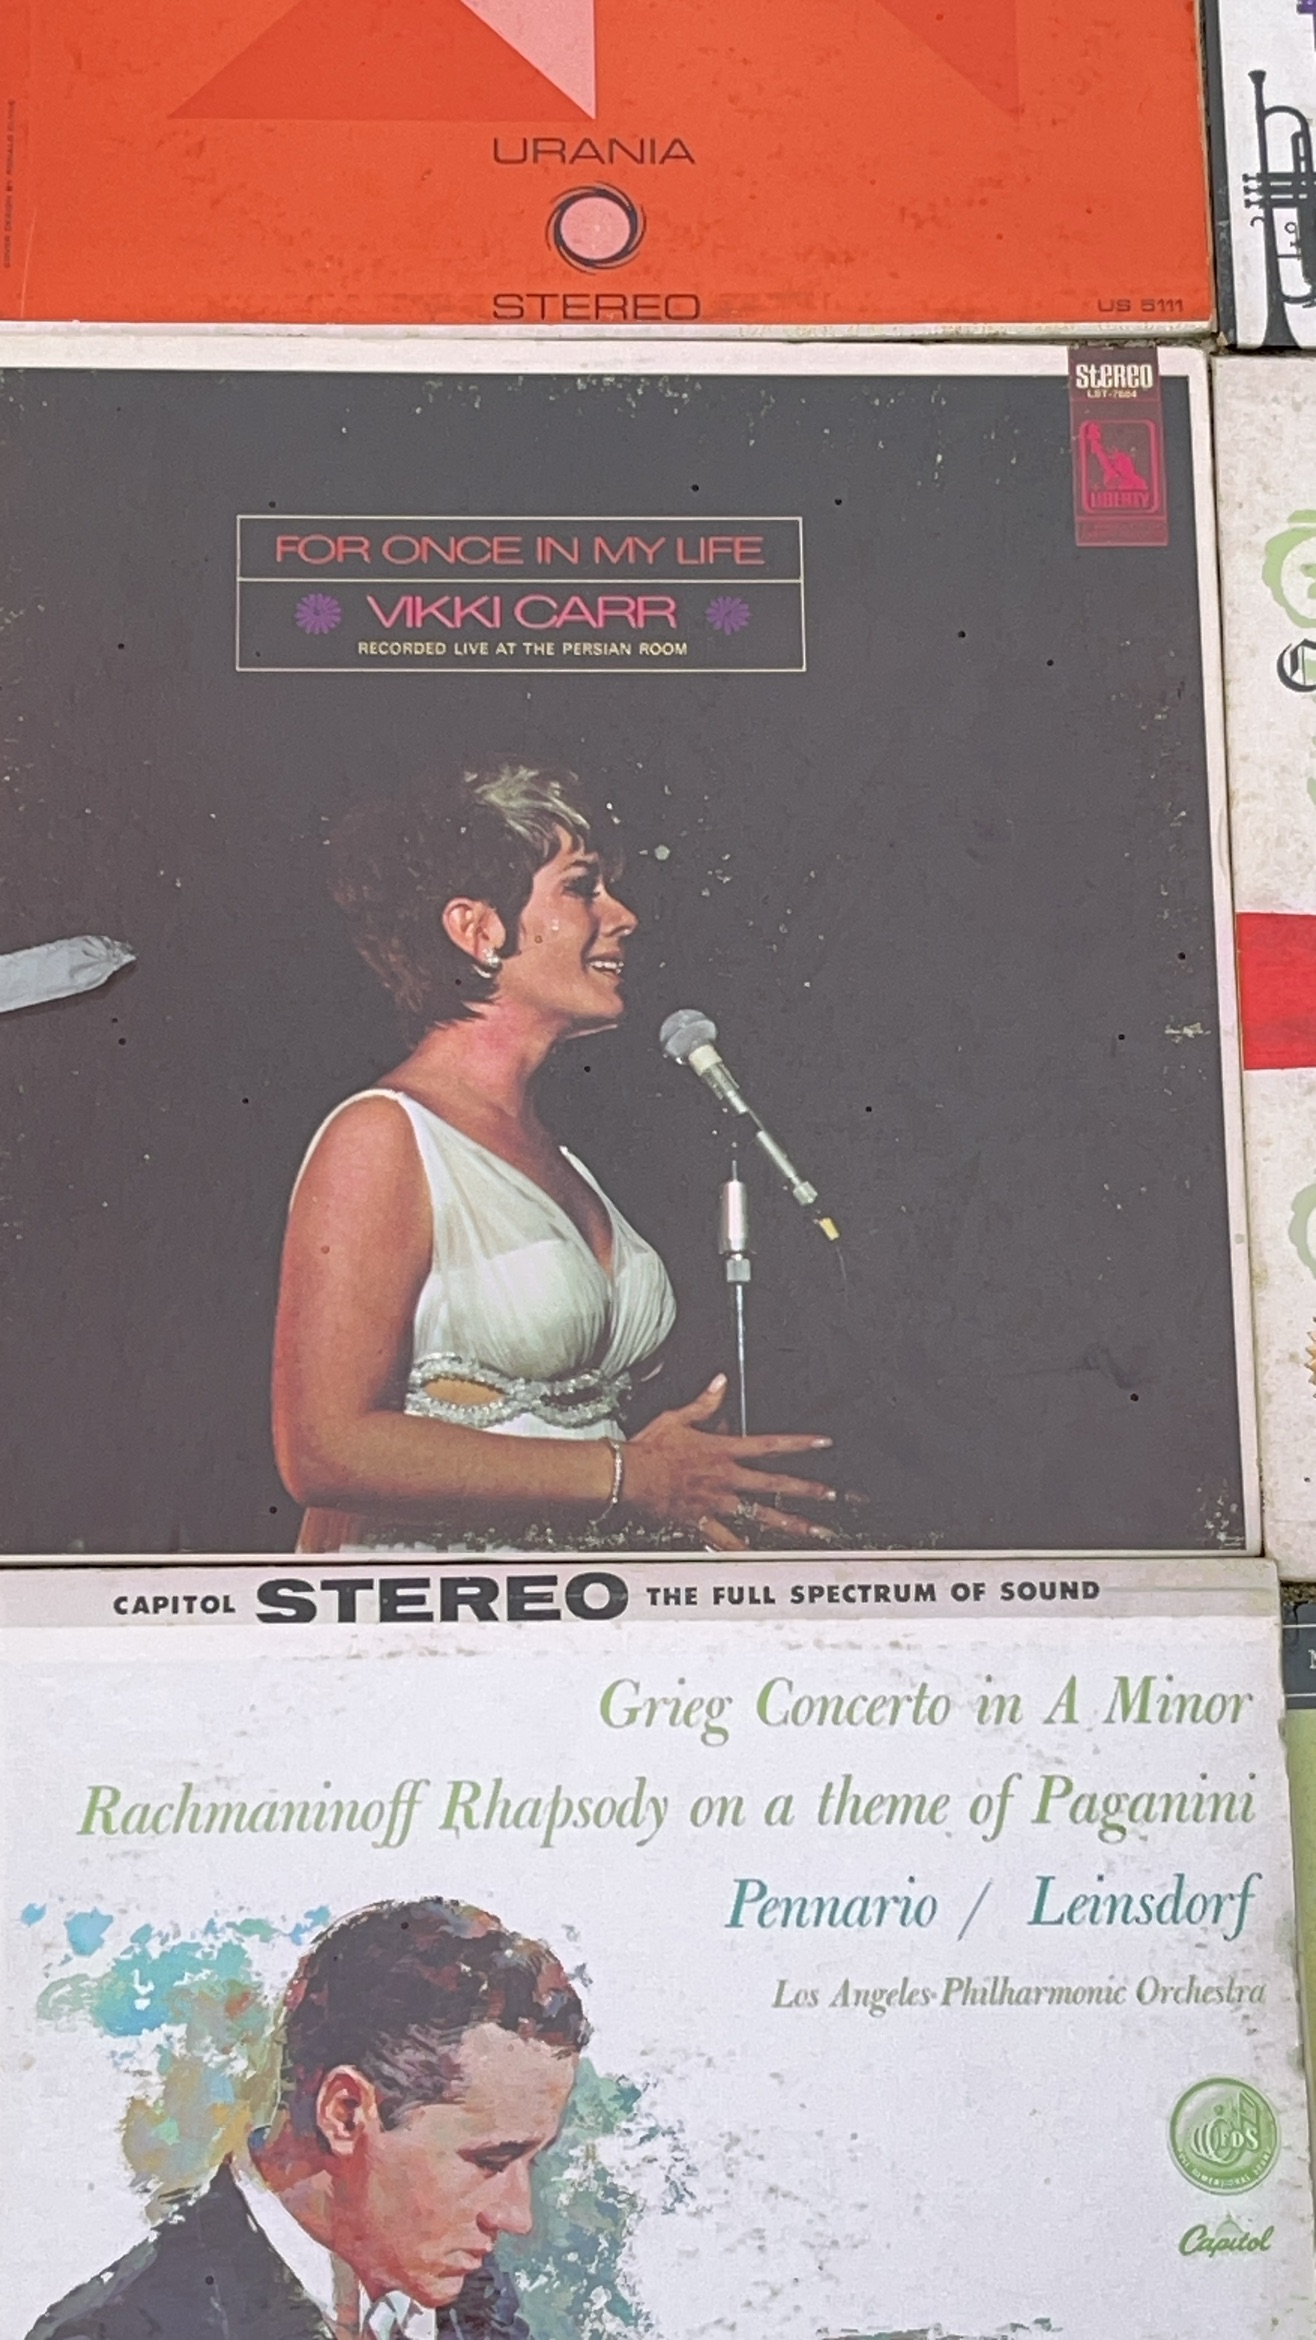 URANIA
STEREO
US 5111
Stereo
LIBERTY
FOR ONCE IN MY LIFE
VIKKI CARR
RECORDED LIVE AT THE PERSIAN ROOM
CAPITOL STEREO THE FULL SPECTRUM OF SOUND
Grieg Concerto in A Minor
Rachmaninoff Rhapsody on a theme of Paganini
Pennario / Leinsdorf
Los Angeles Philharmonic Orchestra
FDS
Capitol